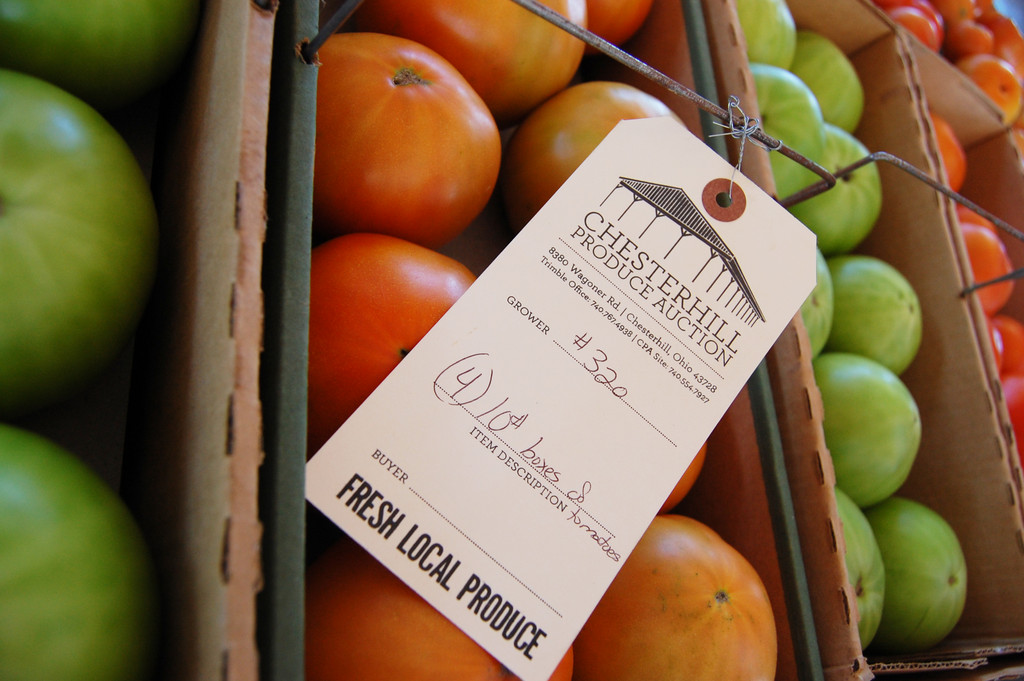 CHESTERHILL
PRODUCE AUCTION
8380 Wagoner Rd. | Chesterhill, Ohio 43728
Trimble Office: 740.767.4938 | CPA Site: 740.554.7927
GROWER #320
(4) 10# boxes of
ITEM DESCRIPTION tomatoes
BUYER
FRESH LOCAL PRODUCE